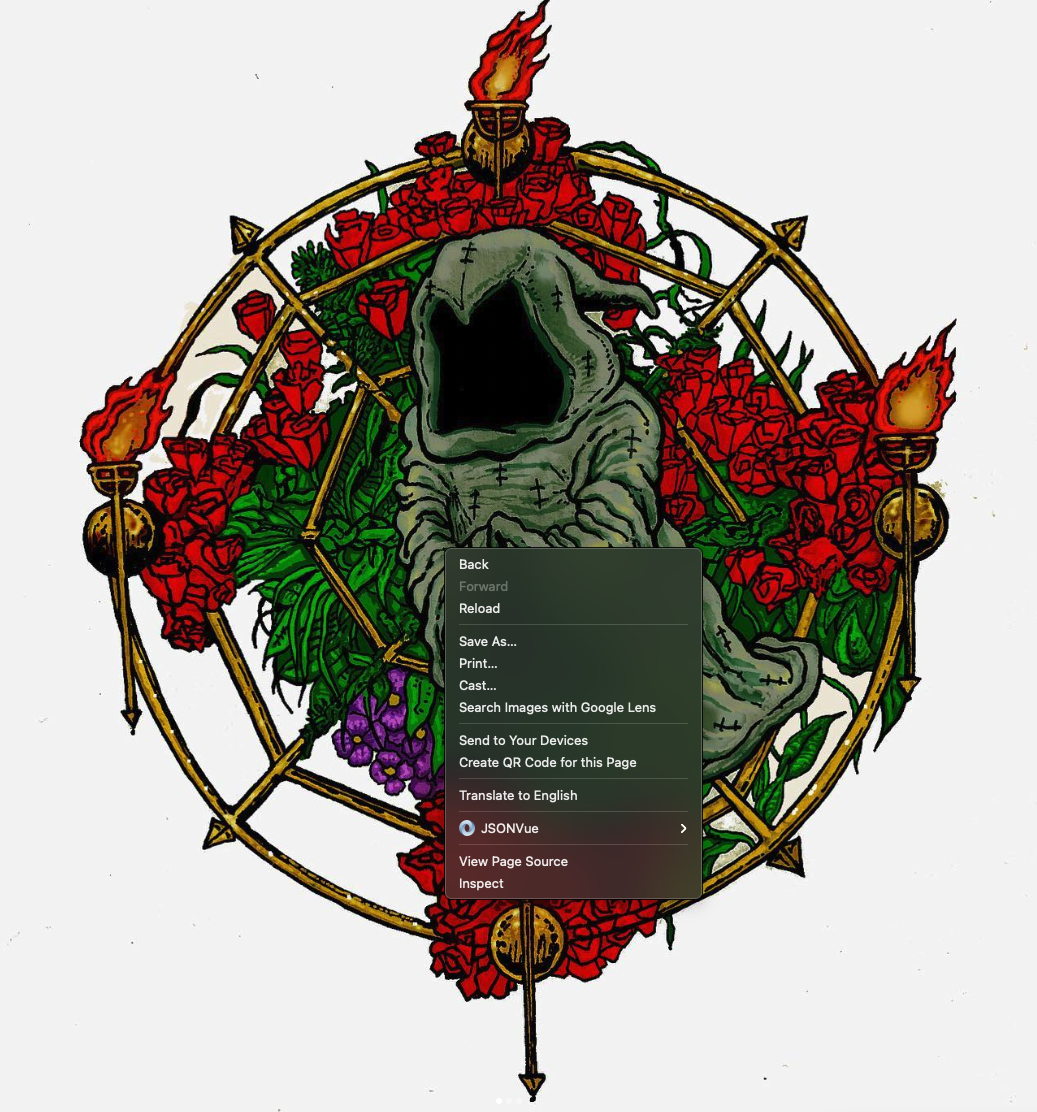 Back
Forward
Reload
Save As...
Print...
Cast...
Search Images with Google Lens
Send to Your Devices
Create QR Code for this Page
Translate to English
JSONVue
View Page Source
Inspect